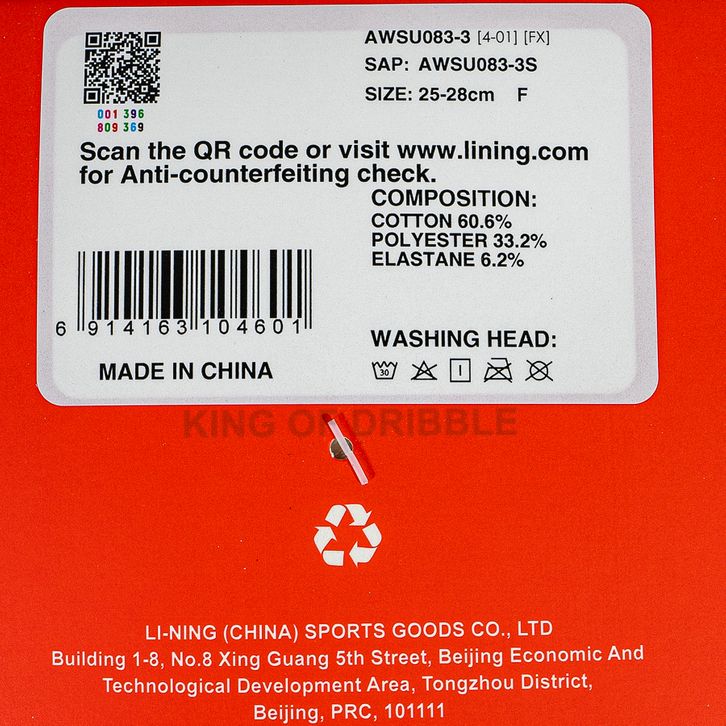 AWSU083-3 [4-01] [FX]
SAP: AWSU083-3S
SIZE: 25-28cm F
001 396
809 369
Scan the QR code or visit www.lining.com
for Anti-counterfeiting check.
COMPOSITION:
COTTON 60.6%
POLYESTER 33.2%
ELASTANE 6.2%
6 914163 104601
WASHING HEAD:
30
MADE IN CHINA
KING OF DRIBBLE
LI-NING (CHINA) SPORTS GOODS CO., LTD
Building 1-8, No.8 Xing Guang 5th Street, Beijing Economic And
Technological Development Area, Tongzhou District,
Beijing, PRC, 101111